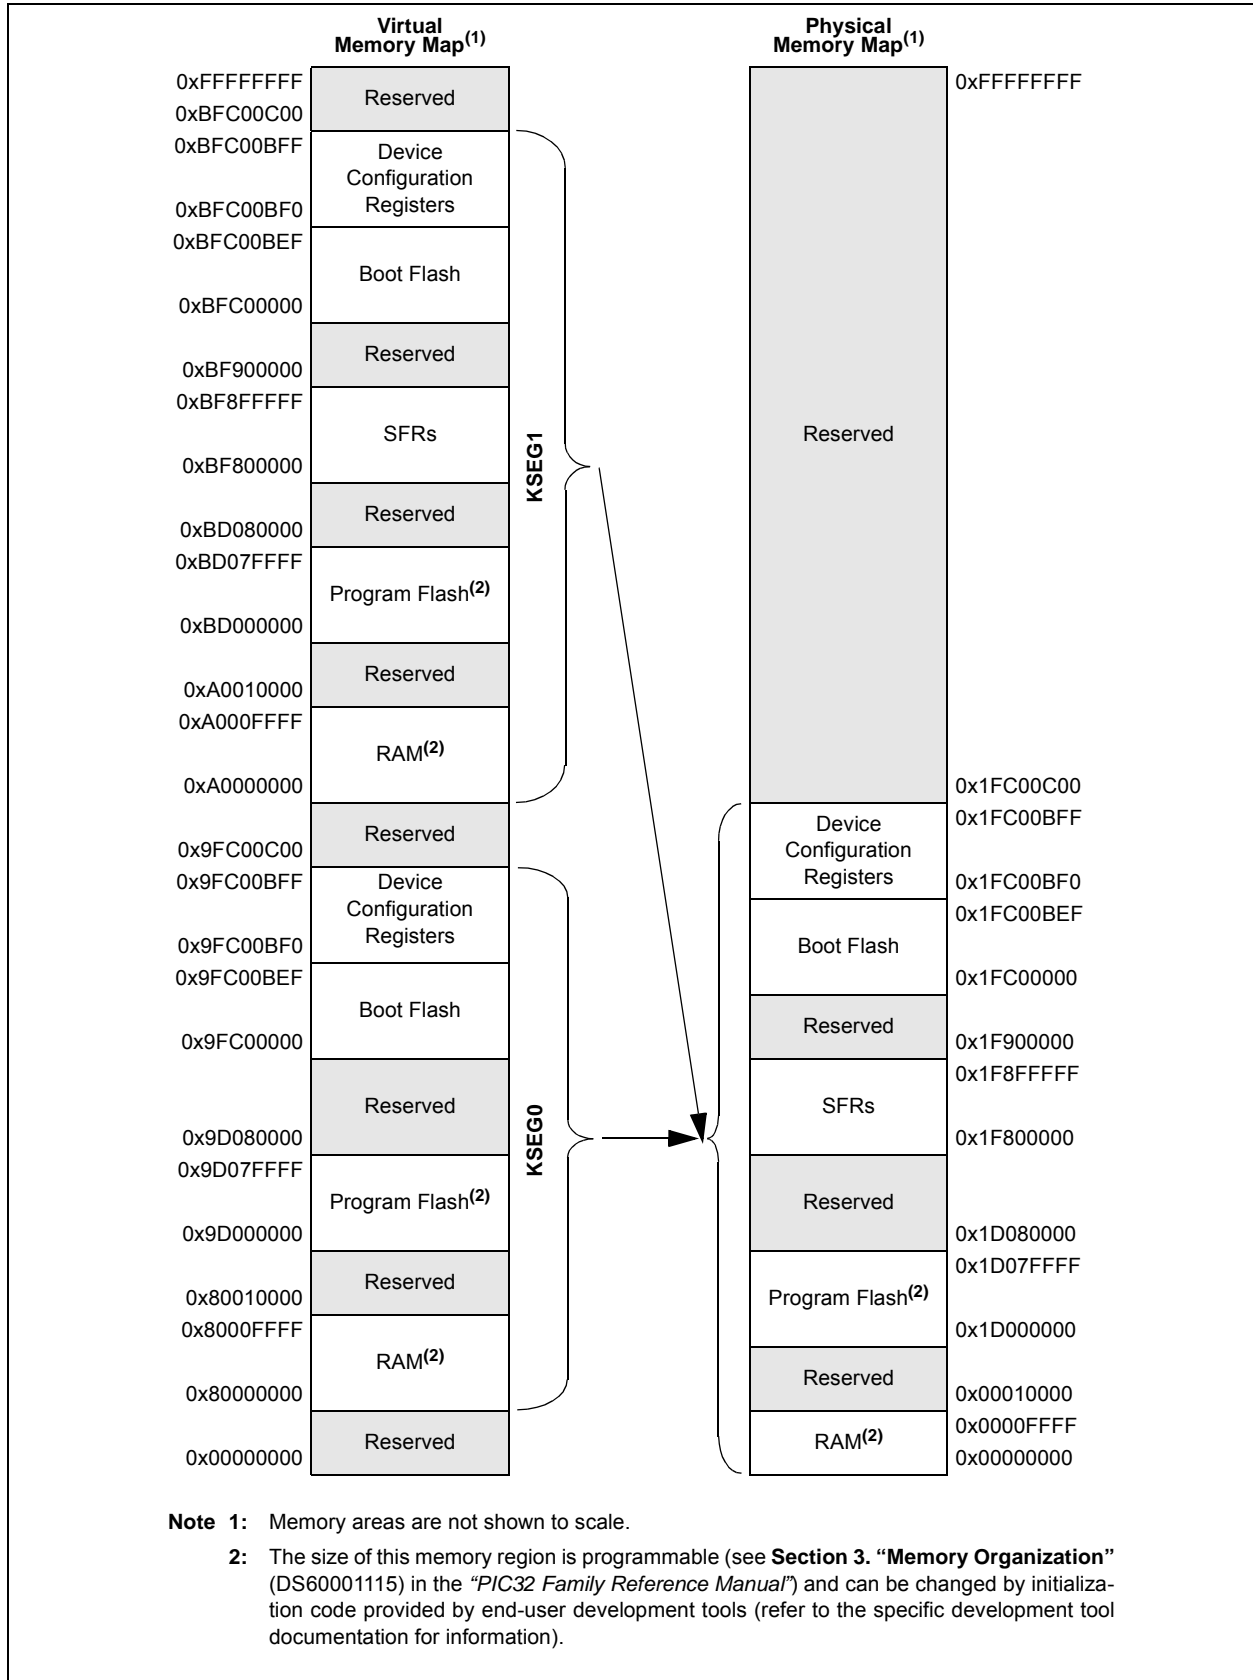 Virtual
Memory Map(1)
Physical
Memory Map(1)
0xFFFFFFFF
Reserved
0xBFC00C00
0xBFC00BFF
Device
Configuration
Registers
0xBFC00BF0
0xBFC00BEF
Boot Flash
0xBFC00000
Reserved
0xBF900000
0xBF8FFFFF
SFRs
0xBF800000
Reserved
0xBD080000
0xBD07FFFF
Program Flash(2)
0xBD000000
Reserved
0xA0010000
0xA000FFFF
RAM(2)
0xA0000000
Reserved
0x9FC00C00
0x9FC00BFF
Device
Configuration
Registers
0x9FC00BF0
0x9FC00BEF
Boot Flash
0x9FC00000
Reserved
0x9D080000
0x9D07FFFF
Program Flash(2)
0x9D000000
Reserved
0x80010000
0x8000FFFF
RAM(2)
0x80000000
Reserved
0x00000000
KSEG1
KSEG0
0xFFFFFFFF
Reserved
0x1FC00C00
0x1FC00BFF
Device
Configuration
Registers
0x1FC00BF0
0x1FC00BEF
Boot Flash
0x1FC00000
Reserved
0x1F900000
0x1F8FFFFF
SFRs
0x1F800000
Reserved
0x1D080000
0x1D07FFFF
Program Flash(2)
0x1D000000
Reserved
0x00010000
0x0000FFFF
RAM(2)
0x00000000
Note 1: Memory areas are not shown to scale.
2: The size of this memory region is programmable (see Section 3. “Memory Organization”
(DS60001115) in the “PIC32 Family Reference Manual”) and can be changed by initializa-
tion code provided by end-user development tools (refer to the specific development tool
documentation for information).